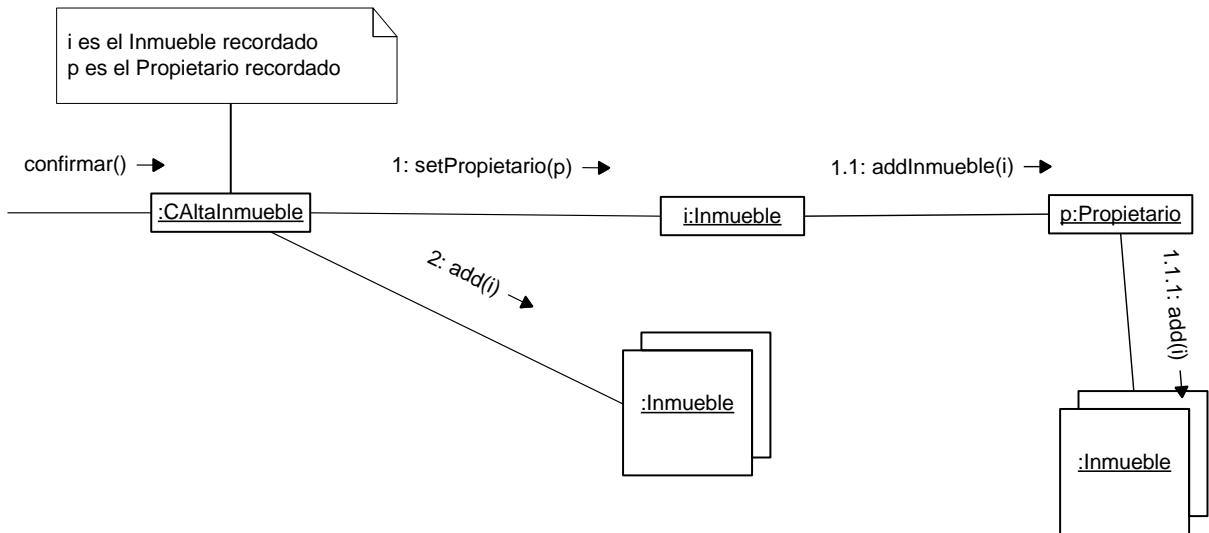 i es el Inmueble recordado
p es el Propietario recordado
confirmar()
1: setPropietario(p)
1.1: addInmueble(i)
:CAltaInmueble
i:Inmueble
p:Propietario
2: add(i)
1.1.1: add(i)
:Inmueble
:Inmueble